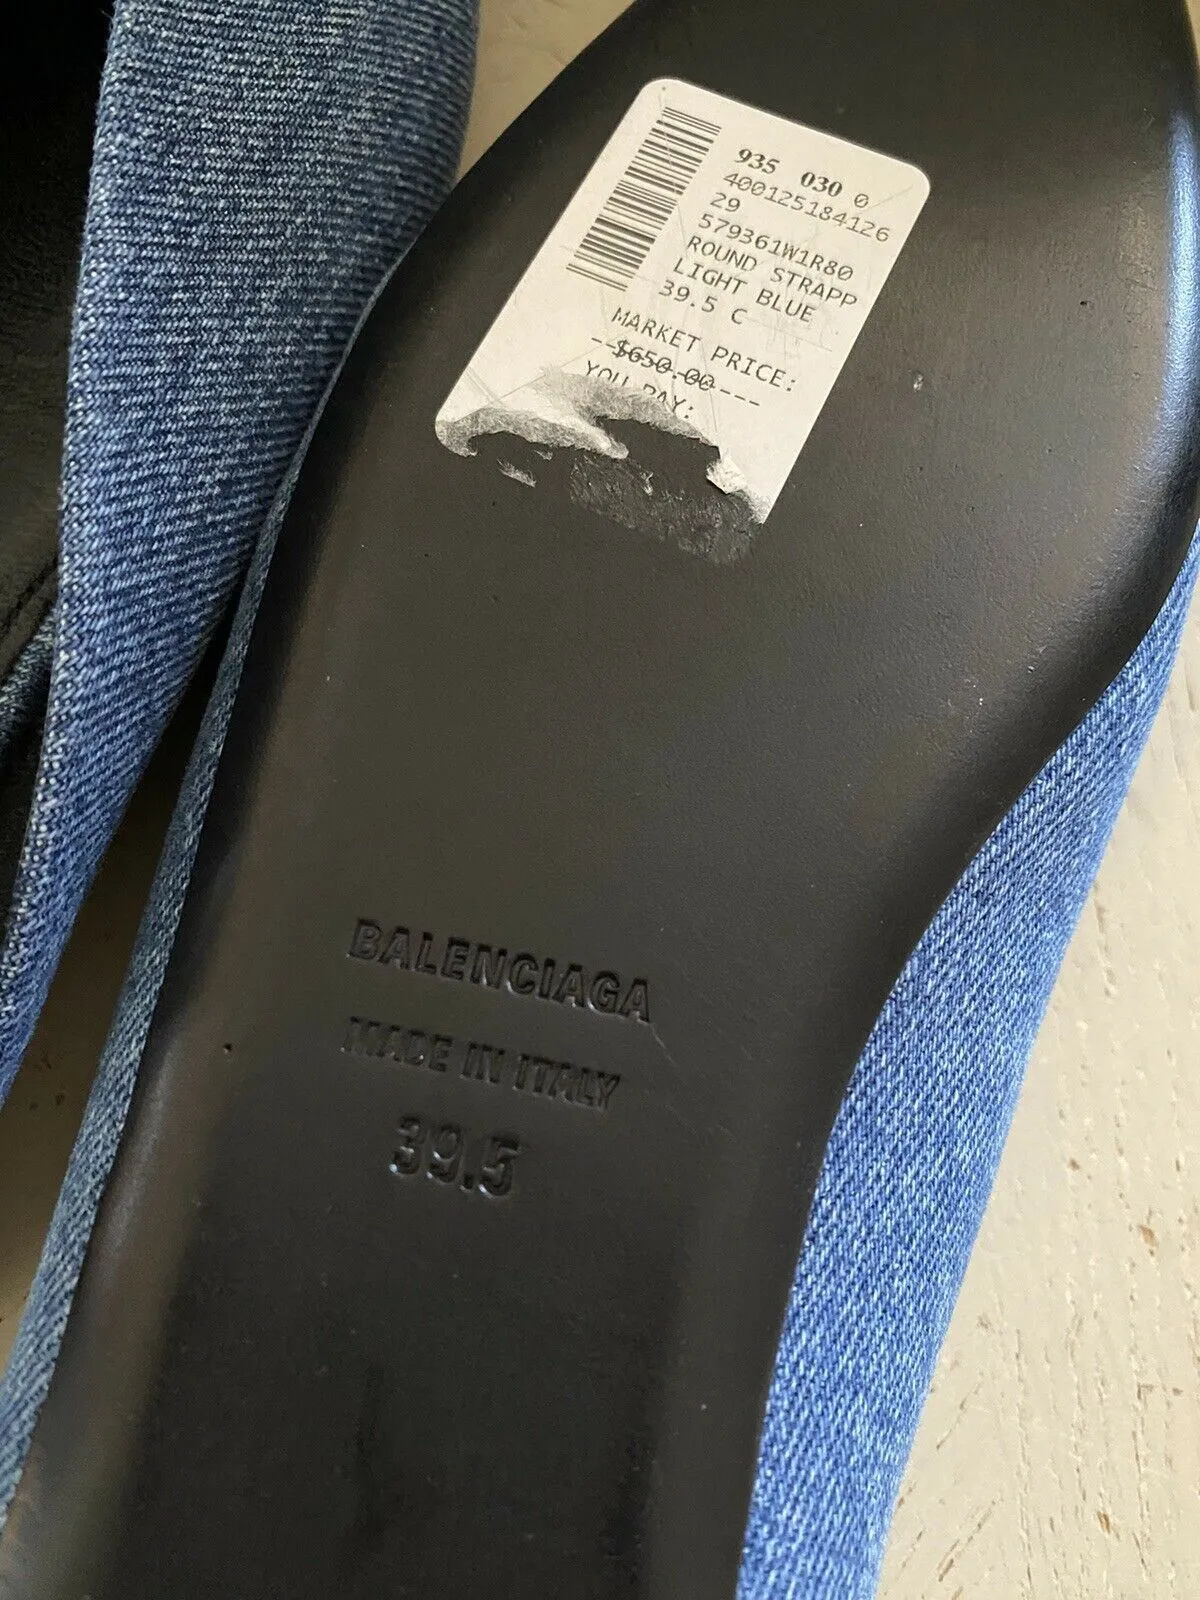 935 030 0
400125184126
29
579361W1R80
ROUND STRAPP
LIGHT BLUE
39.5 C
MARKET PRICE:
--$650.00---
YOU PAY:
BALENCIAGA
MADE IN ITALY
39.5